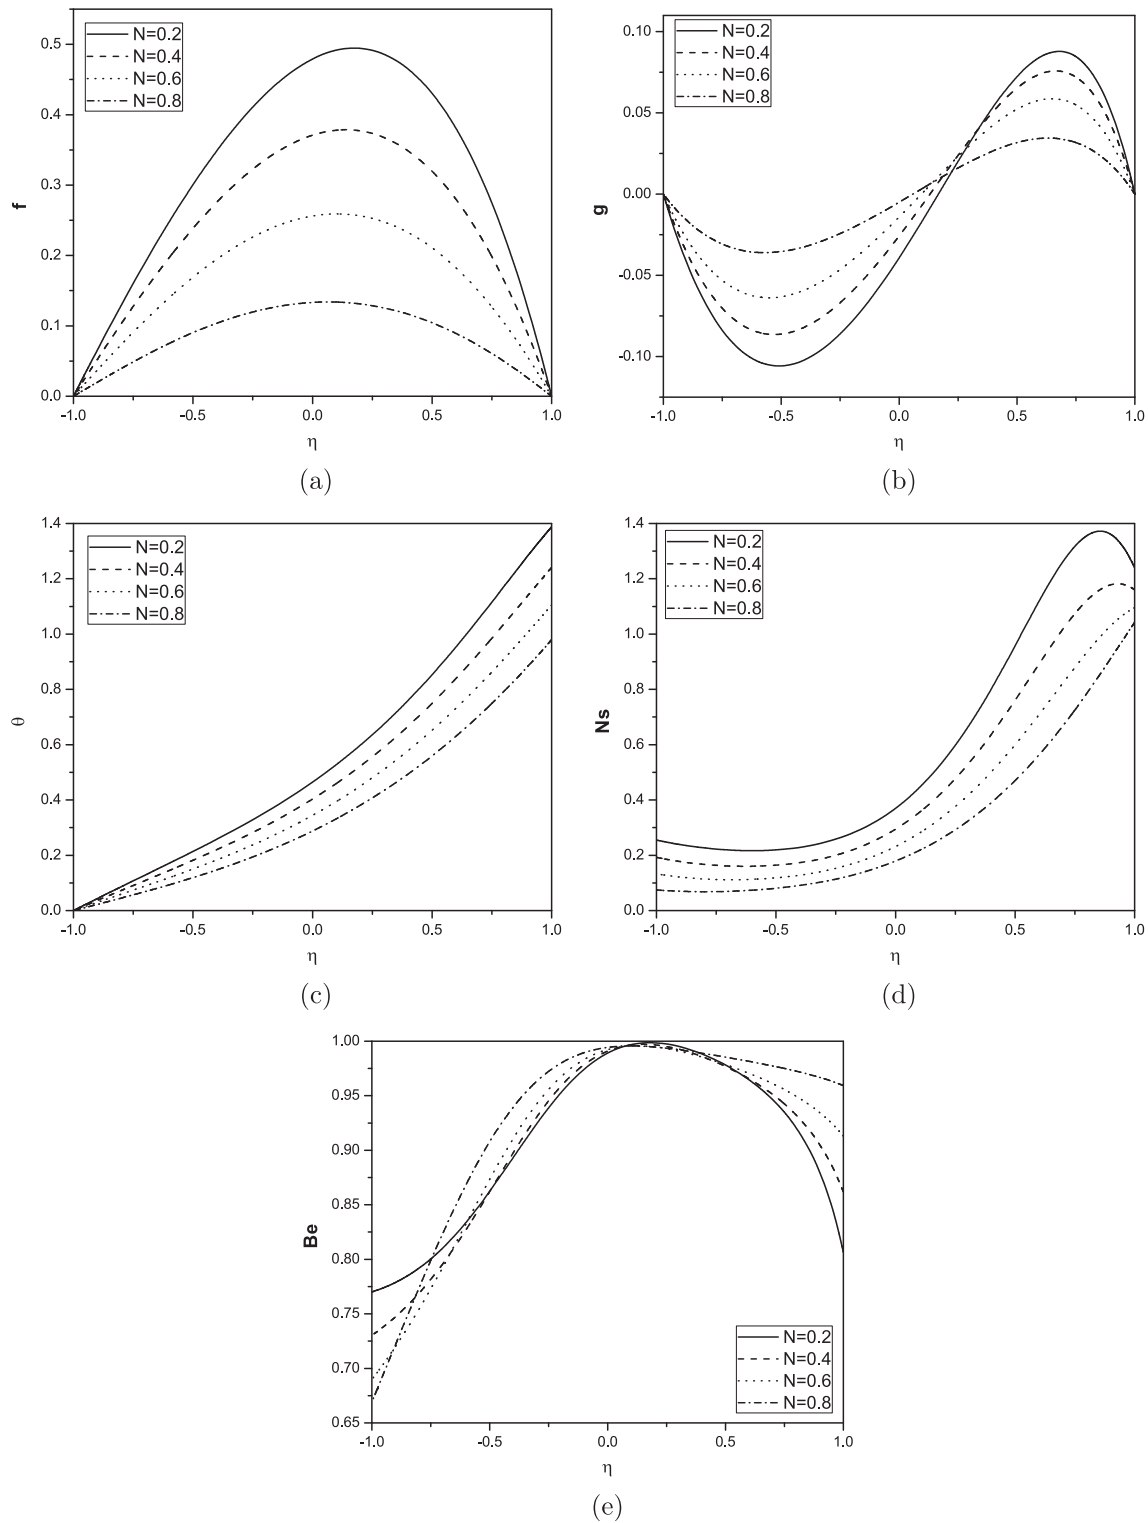 N=0.2
N=0.4
N=0.6
N=0.8
0.5
0.4
0.3
0.2
0.1
0.0
f
-1.0 -0.5 0.0 0.5 1.0
η
(a)
N=0.2
N=0.4
N=0.6
N=0.8
0.10
0.05
0.00
-0.05
-0.10
g
-1.0 -0.5 0.0 0.5 1.0
η
(b)
N=0.2
N=0.4
N=0.6
N=0.8
1.4
1.2
1.0
0.8
0.6
0.4
0.2
0.0
θ
-1.0 -0.5 0.0 0.5 1.0
η
(c)
N=0.2
N=0.4
N=0.6
N=0.8
1.4
1.2
1.0
0.8
0.6
0.4
0.2
0.0
Ns
-1.0 -0.5 0.0 0.5 1.0
η
(d)
1.00
0.95
0.90
0.85
0.80
0.75
0.70
0.65
Be
N=0.2
N=0.4
N=0.6
N=0.8
-1.0 -0.5 0.0 0.5 1.0
η
(e)